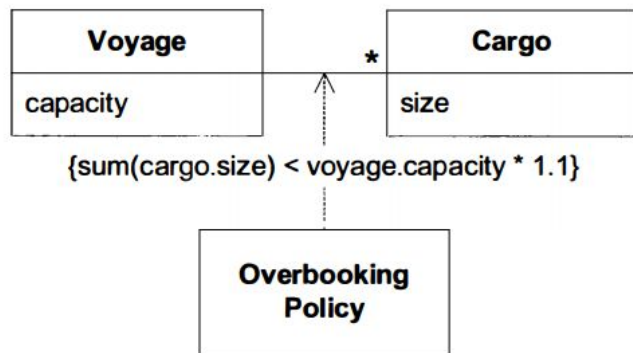 Voyage
Cargo
*
capacity
size
{sum(cargo.size) < voyage.capacity * 1.1}
Overbooking
Policy